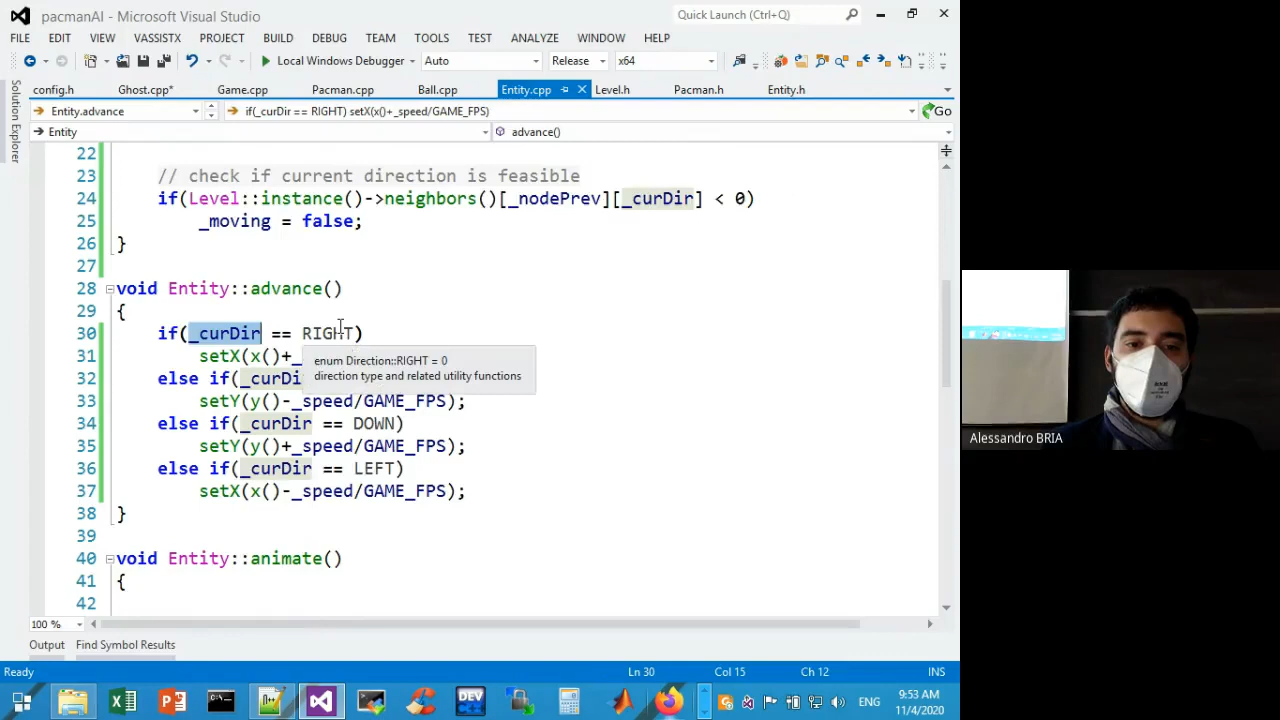 pacmanAI - Microsoft Visual Studio
Quick Launch (Ctrl+Q)
FILE EDIT VIEW VASSISTX PROJECT BUILD DEBUG TEAM TOOLS TEST ANALYZE WINDOW HELP
Local Windows Debugger Auto Release x64
config.h Ghost.cpp* Game.cpp Pacman.cpp Ball.cpp Entity.cpp Level.h Pacman.h Entity.h
Entity.advance if(_curDir == RIGHT) setX(x()+_speed/GAME_FPS) Go
Entity advance()
Solution Explorer
22
23 // check if current direction is feasible
24 if(Level::instance()->neighbors()[_nodePrev][_curDir] < 0)
25 _moving = false;
26 }
27
28 void Entity::advance()
29 {
30 if(_curDir == RIGHT)
31 setX(x()+_
enum Direction::RIGHT = 0
direction type and related utility functions
32 else if(_curDi
33 setY(y()-_speed/GAME_FPS);
34 else if(_curDir == DOWN)
35 setY(y()+_speed/GAME_FPS);
36 else if(_curDir == LEFT)
37 setX(x()-_speed/GAME_FPS);
38 }
39
40 void Entity::animate()
41 {
42
100 %
Output Find Symbol Results
Ready Ln 30 Col 15 Ch 12 INS
DEV
ENG
9:53 AM
11/4/2020
Alessandro BRIA